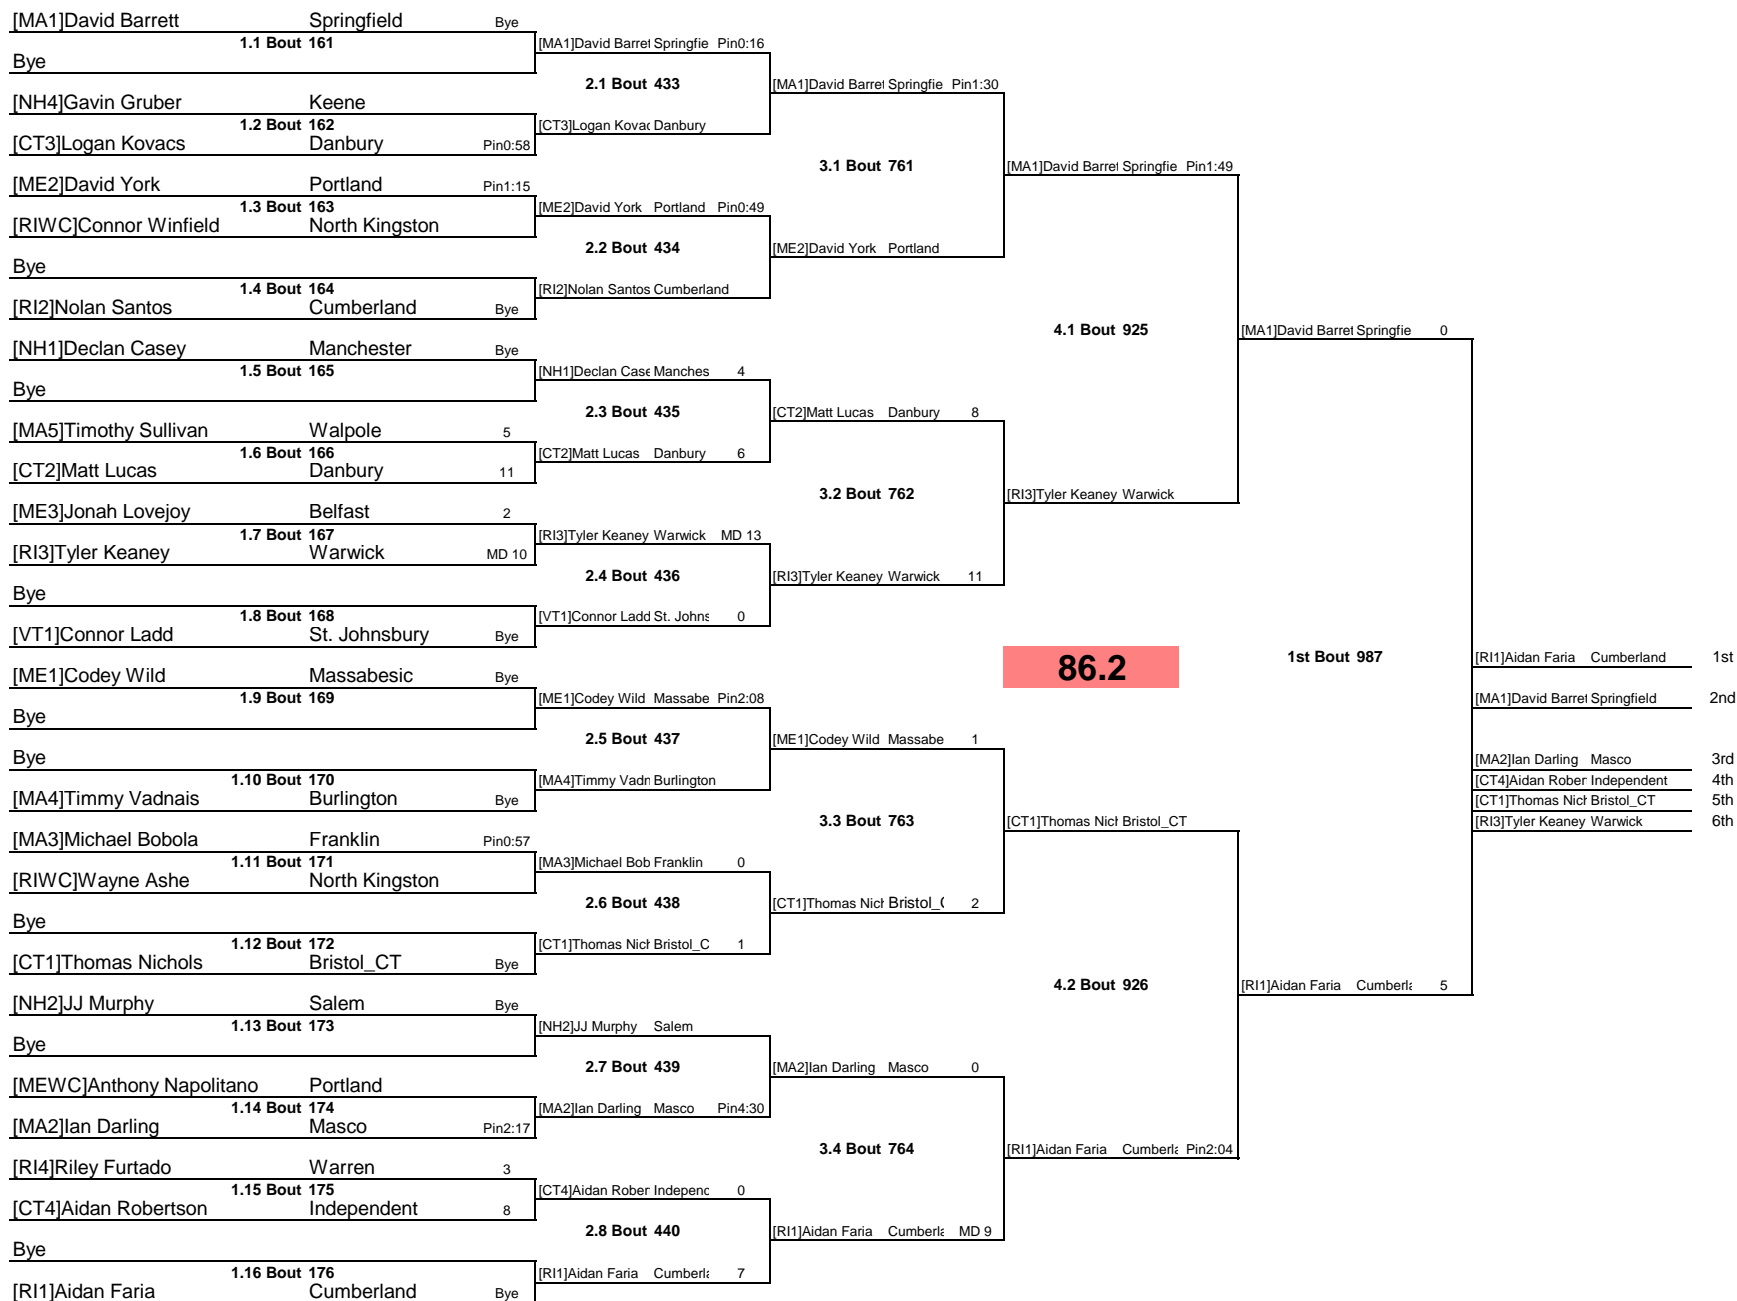 [MA1]David Barrett Springfield Bye
1.1 Bout 161
Bye
[NH4]Gavin Gruber Keene
1.2 Bout 162
[CT3]Logan Kovacs Danbury Pin0:58
[ME2]David York Portland Pin1:15
1.3 Bout 163
[RIWC]Connor Winfield North Kingston
Bye
1.4 Bout 164
[RI2]Nolan Santos Cumberland Bye
[NH1]Declan Casey Manchester Bye
1.5 Bout 165
Bye
[MA5]Timothy Sullivan Walpole 5
1.6 Bout 166
[CT2]Matt Lucas Danbury 11
[ME3]Jonah Lovejoy Belfast 2
1.7 Bout 167
[RI3]Tyler Keaney Warwick MD 10
Bye
1.8 Bout 168
[VT1]Connor Ladd St. Johnsbury Bye
[ME1]Codey Wild Massabesic Bye
1.9 Bout 169
Bye
Bye
1.10 Bout 170
[MA4]Timmy Vadnais Burlington Bye
[MA3]Michael Bobola Franklin Pin0:57
1.11 Bout 171
[RIWC]Wayne Ashe North Kingston
Bye
1.12 Bout 172
[CT1]Thomas Nichols Bristol_CT Bye
[NH2]JJ Murphy Salem Bye
1.13 Bout 173
Bye
[MEWC]Anthony Napolitano Portland
1.14 Bout 174
[MA2]Ian Darling Masco Pin2:17
[RI4]Riley Furtado Warren 3
1.15 Bout 175
[CT4]Aidan Robertson Independent 8
Bye
1.16 Bout 176
[RI1]Aidan Faria Cumberland Bye
[MA1]David Barret Springfie Pin0:16
2.1 Bout 433
[CT3]Logan Kovac Danbury
[ME2]David York Portland Pin0:49
2.2 Bout 434
[RI2]Nolan Santos Cumberland
[NH1]Declan Case Manches 4
2.3 Bout 435
[CT2]Matt Lucas Danbury 6
[RI3]Tyler Keaney Warwick MD 13
2.4 Bout 436
[VT1]Connor Ladd St. Johns 0
[ME1]Codey Wild Massabe Pin2:08
2.5 Bout 437
[MA4]Timmy Vadn Burlington
[MA3]Michael Bob Franklin 0
2.6 Bout 438
[CT1]Thomas Nich Bristol_C 1
[NH2]JJ Murphy Salem
2.7 Bout 439
[MA2]Ian Darling Masco Pin4:30
[CT4]Aidan Rober Independ 0
2.8 Bout 440
[RI1]Aidan Faria Cumberla 7
[MA1]David Barret Springfie Pin1:30
3.1 Bout 761
[ME2]David York Portland
[CT2]Matt Lucas Danbury 8
3.2 Bout 762
[RI3]Tyler Keaney Warwick 11
[ME1]Codey Wild Massabe 1
3.3 Bout 763
[CT1]Thomas Nich Bristol_C 2
[MA2]Ian Darling Masco 0
3.4 Bout 764
[RI1]Aidan Faria Cumberla MD 9
[MA1]David Barret Springfie Pin1:49
4.1 Bout 925
[RI3]Tyler Keaney Warwick
86.2
[CT1]Thomas Nich Bristol_CT
4.2 Bout 926
[RI1]Aidan Faria Cumberla Pin2:04
[MA1]David Barret Springfie 0
1st Bout 987
[RI1]Aidan Faria Cumberla 5
[RI1]Aidan Faria Cumberland 1st
[MA1]David Barret Springfield 2nd
[MA2]Ian Darling Masco 3rd
[CT4]Aidan Rober Independent 4th
[CT1]Thomas Nich Bristol_CT 5th
[RI3]Tyler Keaney Warwick 6th